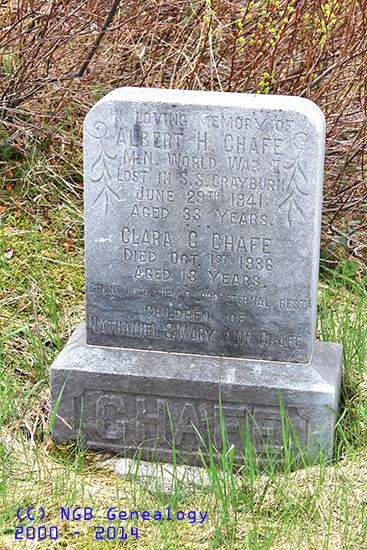 IN LOVING MEMORY OF
ALBERT H. CHAFE
M.N. WORLD WAR II
LOST IN S.S. GRAYBURN
JUNE 29TH 1941
AGED 33 YEARS.
CLARA C. CHAFE
DIED OCT. 1ST 1936
AGED 18 YEARS.
GRANT UNTO THEM O LORD ETERNAL REST
CHILDREN OF
NATHANIEL & MARY ANN CHAFE
CHAFE
(C) NGB Genealogy
2000 - 2014